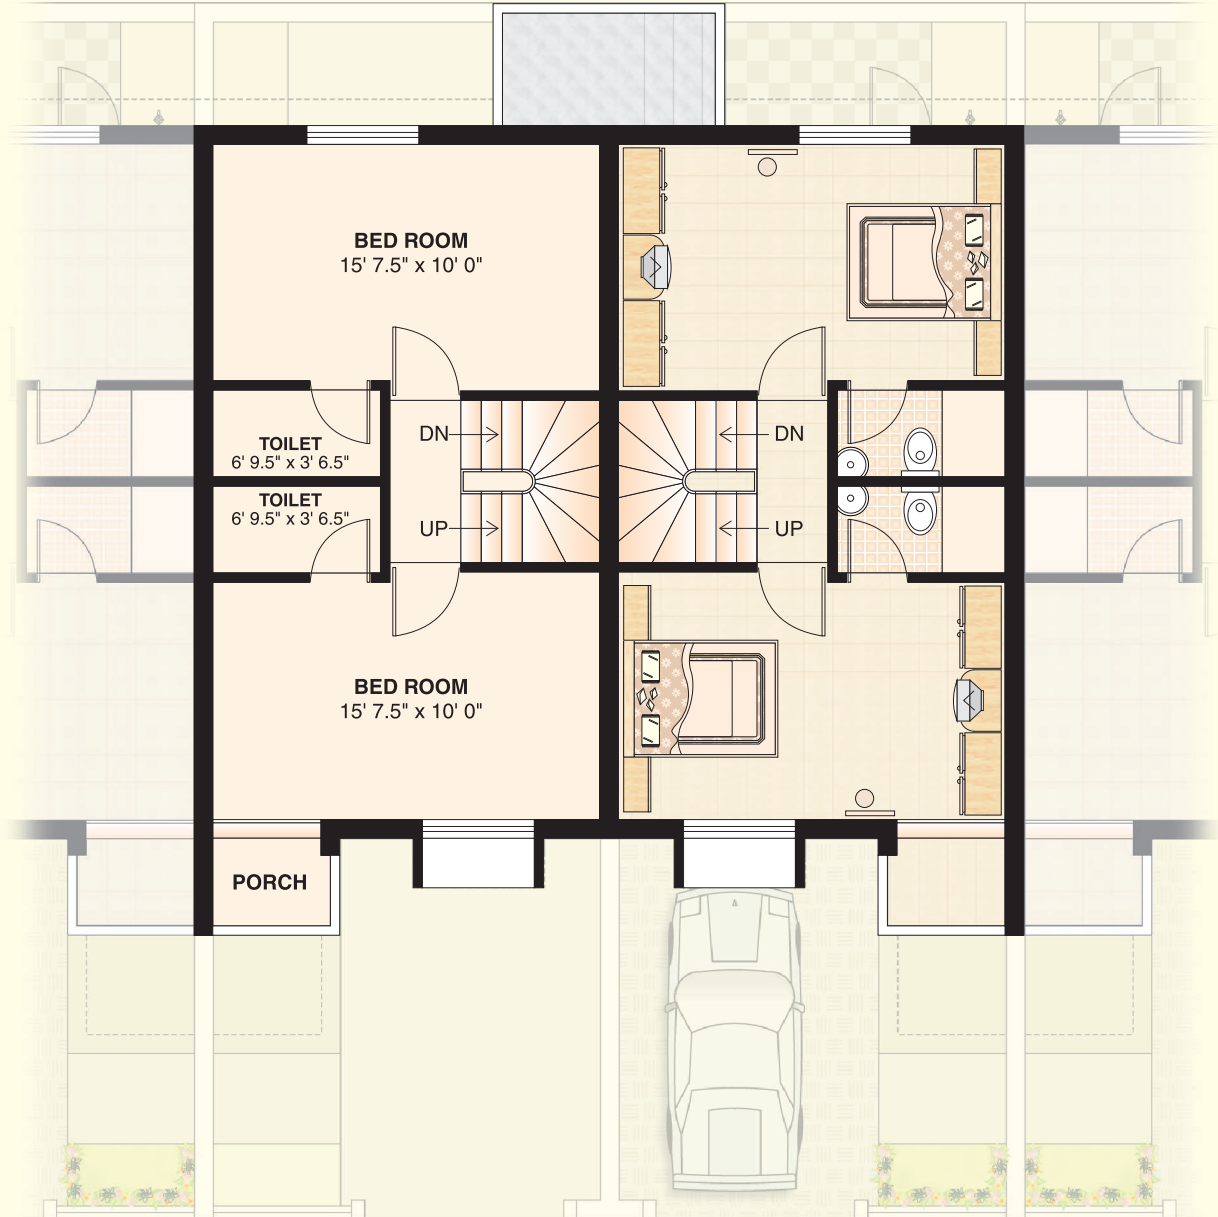 BED ROOM
15' 7.5" x 10' 0"
DN
DN
TOILET
6' 9.5" x 3' 6.5"
TOILET
6' 9.5" x 3' 6.5"
UP
UP
BED ROOM
15' 7.5" x 10' 0"
PORCH